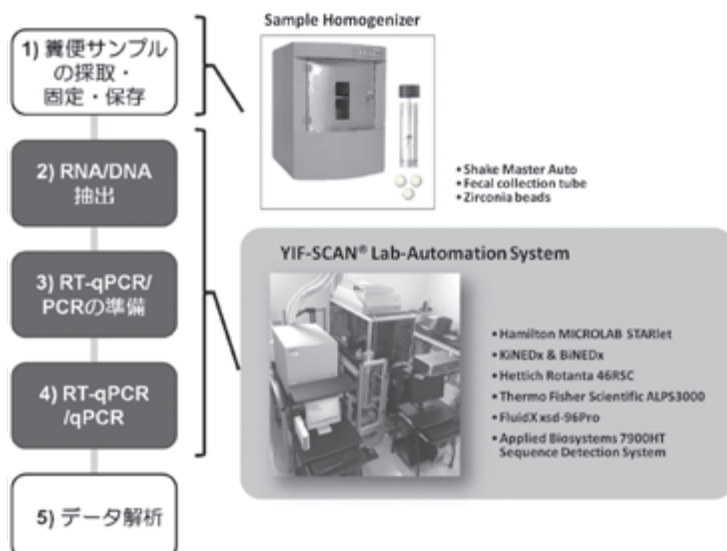 1) 糞便サンプル
の採取・
固定・保存
2) RNA/DNA
抽出
3) RT-qPCR/
PCRの準備
4) RT-qPCR
/qPCR
5) データ解析
Sample Homogenizer
• Shake Master Auto
• Fecal collection tube
• Zirconia beads
YIF-SCAN® Lab-Automation System
• Hamilton MICROLAB STARlet
• KiNEDx & BiNEDx
• Hettich Rotanta 46RSC
• Thermo Fisher Scientific ALPS3000
• FluidX xsd-96Pro
• Applied Biosystems 7900HT
Sequence Detection System